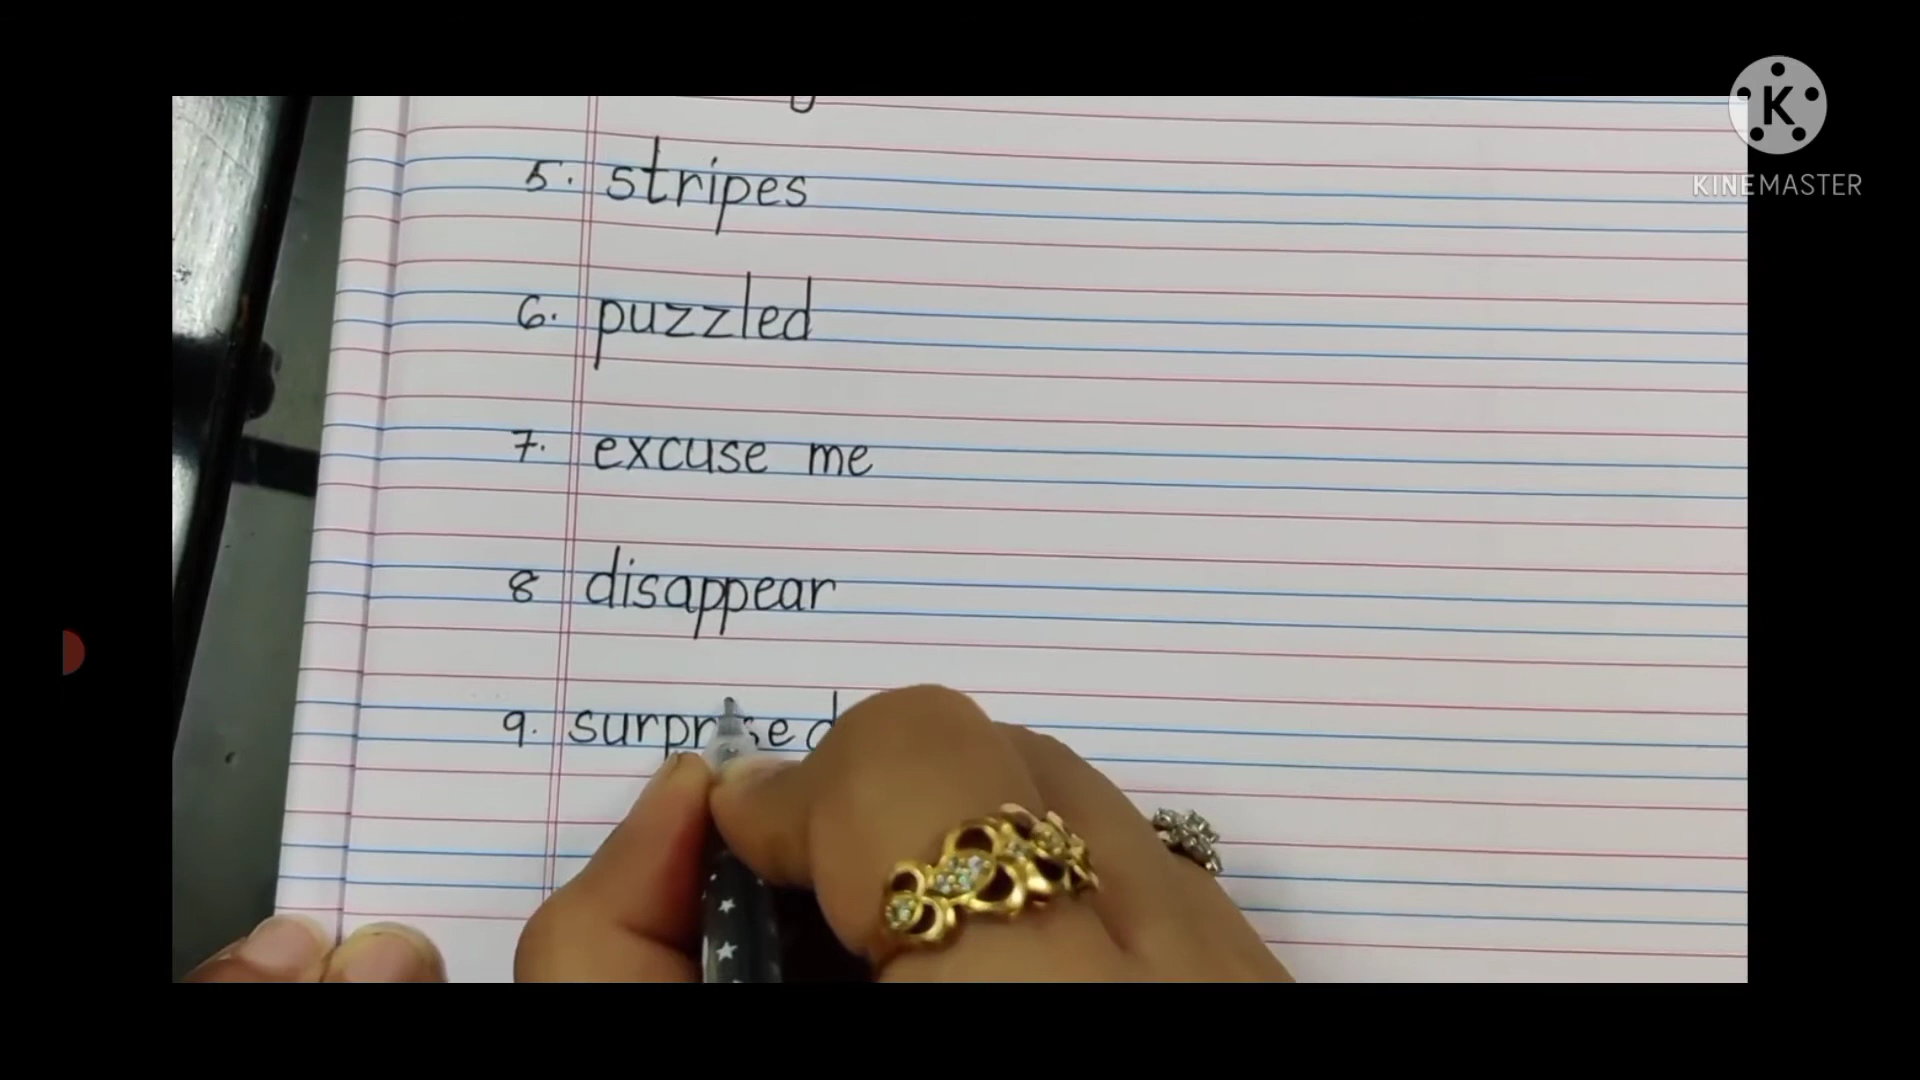 5. stripes
6. puzzled
7. excuse me
8 disappear
9. surprised
K
KINEMASTER